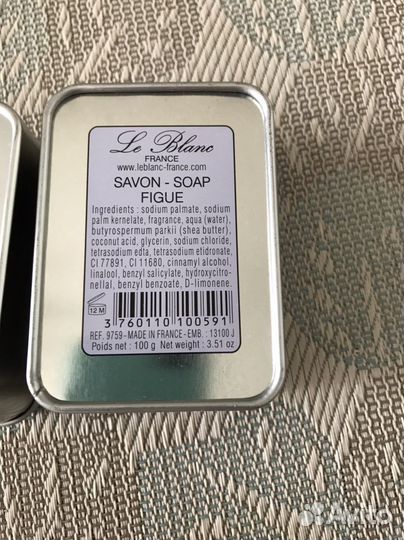 Le Blanc
FRANCE
www.leblanc-france.com
SAVON - SOAP
FIGUE
Ingredients : sodium palmate, sodium
palm kernelate, fragrance, aqua (water),
butyrospermum parkii (shea butter),
coconut acid, glycerin, sodium chloride,
tetrasodium edta, tetrasodium etidronate,
CI 77891, CI 11680, cinnamyl alcohol,
linalool, benzyl salicylate, hydroxycitro-
nellal, benzyl benzoate, D-limonene.
12 M
3 760110 100591
REF. 9759 - MADE IN FRANCE - EMB. : 13100 J
Poids net : 100 g Net weight : 3.51 oz
Avito